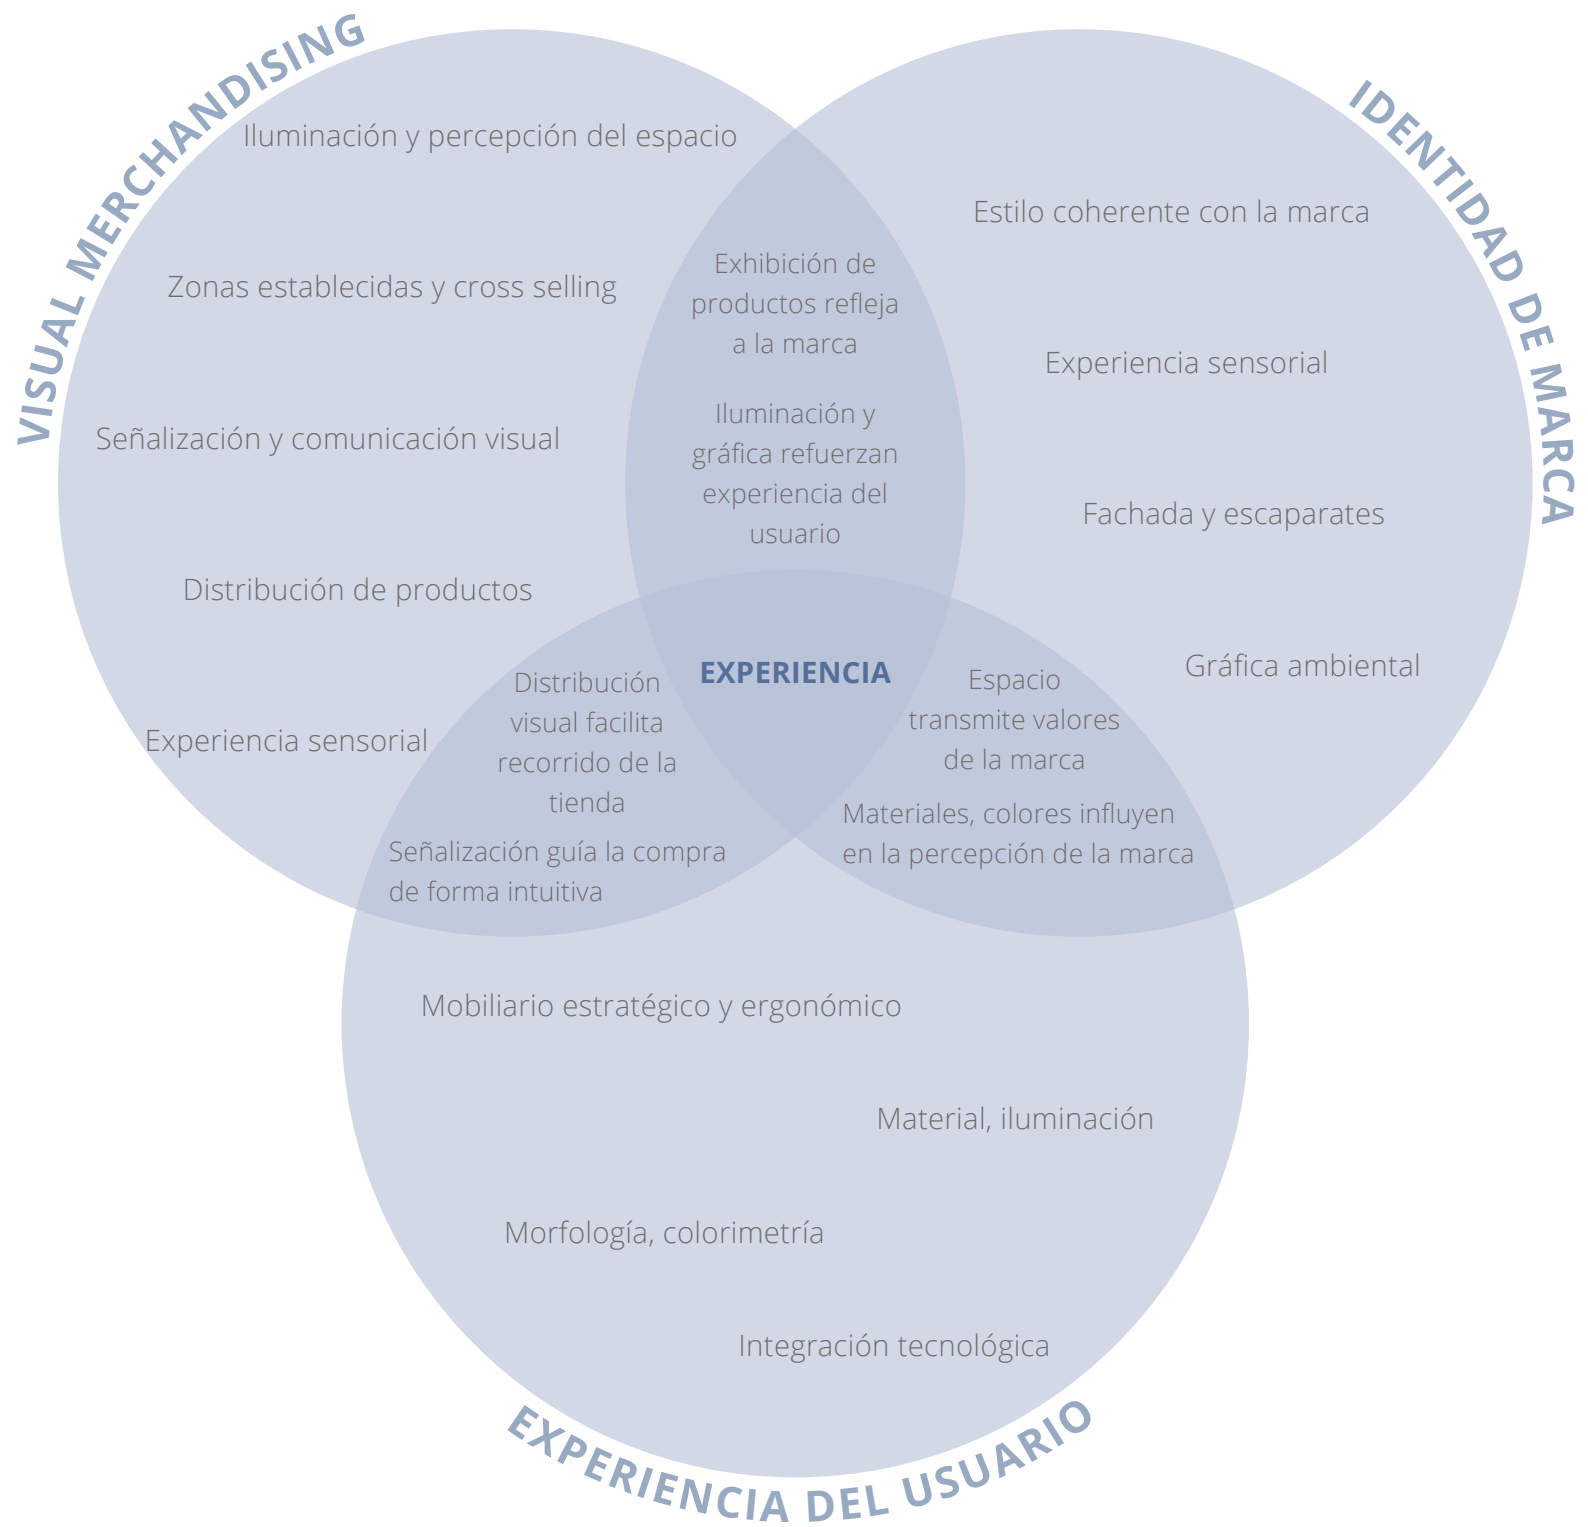 VISUAL MERCHANDISING
Iluminación y percepción del espacio
Zonas establecidas y cross selling
Señalización y comunicación visual
Distribución de productos
Experiencia sensorial
IDENTIDAD DE MARCA
Estilo coherente con la marca
Experiencia sensorial
Fachada y escaparates
Gráfica ambiental
Exhibición de
productos refleja
a la marca
Iluminación y
gráfica refuerzan
experiencia del
usuario
EXPERIENCIA
Distribución
visual facilita
recorrido de la
tienda
Señalización guía la compra
de forma intuitiva
Espacio
transmite valores
de la marca
Materiales, colores influyen
en la percepción de la marca
Mobiliario estratégico y ergonómico
Material, iluminación
Morfología, colorimetría
Integración tecnológica
EXPERIENCIA DEL USUARIO